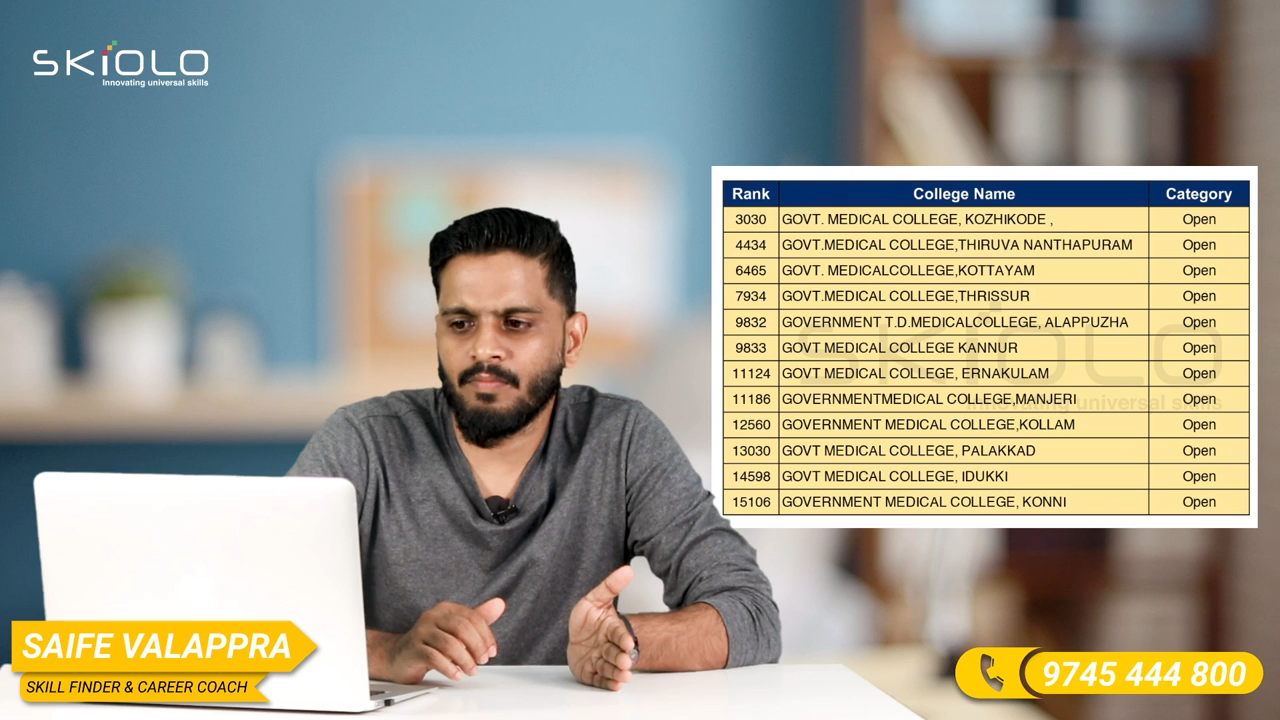 SKiOLO
Innovating universal skills
Rank College Name Category
3030 GOVT. MEDICAL COLLEGE, KOZHIKODE , Open
4434 GOVT.MEDICAL COLLEGE,THIRUVA NANTHAPURAM Open
6465 GOVT. MEDICALCOLLEGE,KOTTAYAM Open
7934 GOVT.MEDICAL COLLEGE,THRISSUR Open
9832 GOVERNMENT T.D.MEDICALCOLLEGE, ALAPPUZHA Open
9833 GOVT MEDICAL COLLEGE KANNUR Open
11124 GOVT MEDICAL COLLEGE, ERNAKULAM Open
11186 GOVERNMENTMEDICAL COLLEGE,MANJERI Open
12560 GOVERNMENT MEDICAL COLLEGE,KOLLAM Open
13030 GOVT MEDICAL COLLEGE, PALAKKAD Open
14598 GOVT MEDICAL COLLEGE, IDUKKI Open
15106 GOVERNMENT MEDICAL COLLEGE, KONNI Open
SKiOLO
Innovating universal skills
SAIFE VALAPPRA
SKILL FINDER & CAREER COACH
9745 444 800